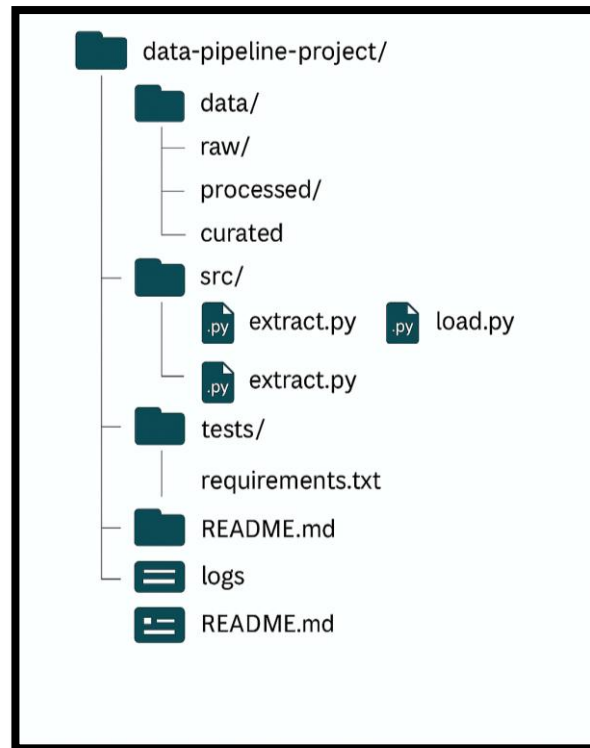 data-pipeline-project/
data/
raw/
processed/
curated
src/
.py extract.py .py load.py
.py extract.py
tests/
requirements.txt
README.md
logs
README.md